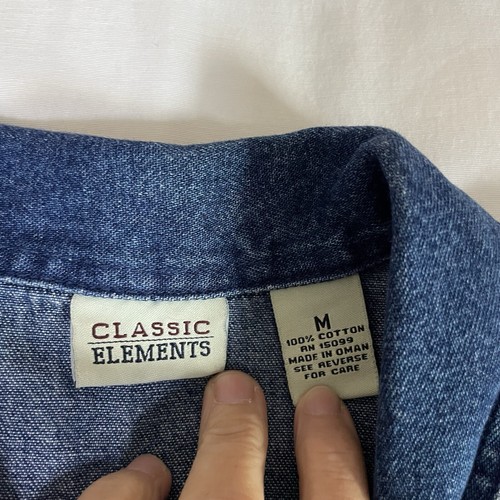 CLASSIC
ELEMENTS
M
100% COTTON
RN 15099
MADE IN OMAN
SEE REVERSE
FOR CARE